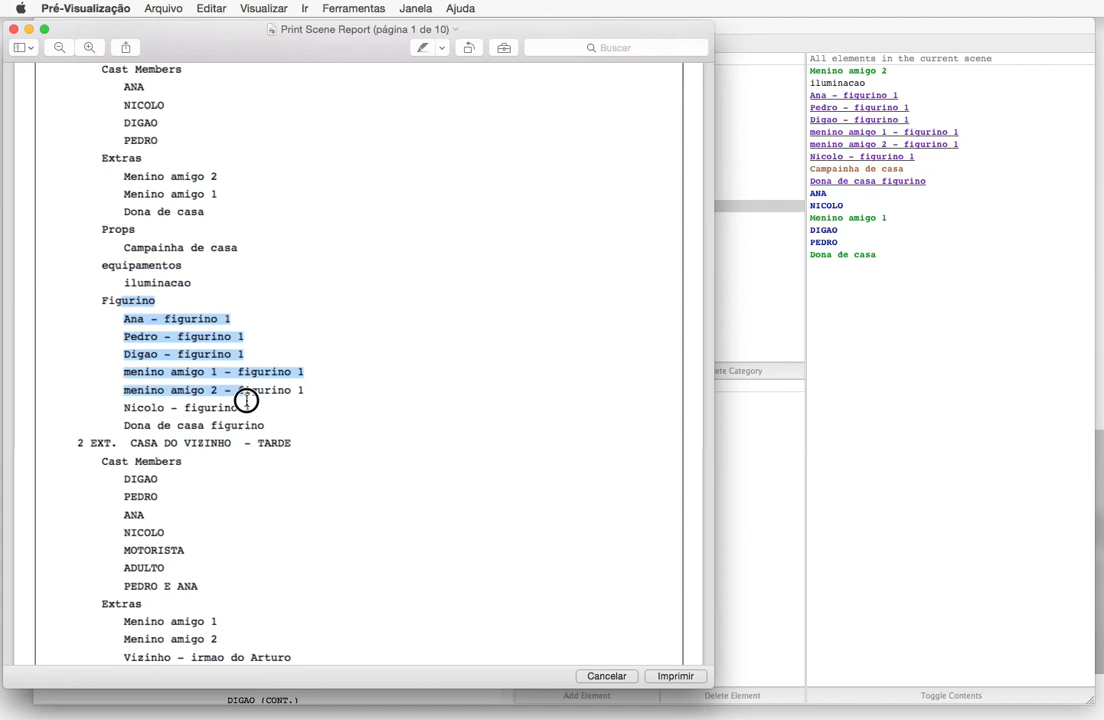 Pré-Visualização Arquivo Editar Visualizar Ir Ferramentas Janela Ajuda
Print Scene Report (página 1 de 10)
Buscar
Cast Members
ANA
NICOLO
DIGAO
PEDRO
Extras
Menino amigo 2
Menino amigo 1
Dona de casa
Props
Campainha de casa
equipamentos
iluminacao
Figurino
Ana - figurino 1
Pedro - figurino 1
Digao - figurino 1
menino amigo 1 - figurino 1
menino amigo 2 - figurino 1
Nicolo - figurino 1
Dona de casa figurino
2 EXT. CASA DO VIZINHO - TARDE
Cast Members
DIGAO
PEDRO
ANA
NICOLO
MOTORISTA
ADULTO
PEDRO E ANA
Extras
Menino amigo 1
Menino amigo 2
Vizinho - irmao do Arturo
Cancelar Imprimir
DIGAO (CONT.)
Add Element
Delete Element
Toggle Contents
lete Category
All elements in the current scene
Menino amigo 2
iluminacao
Ana - figurino 1
Pedro - figurino 1
Digao - figurino 1
menino amigo 1 - figurino 1
menino amigo 2 - figurino 1
Nicolo - figurino 1
Campainha de casa
Dona de casa figurino
ANA
NICOLO
Menino amigo 1
DIGAO
PEDRO
Dona de casa